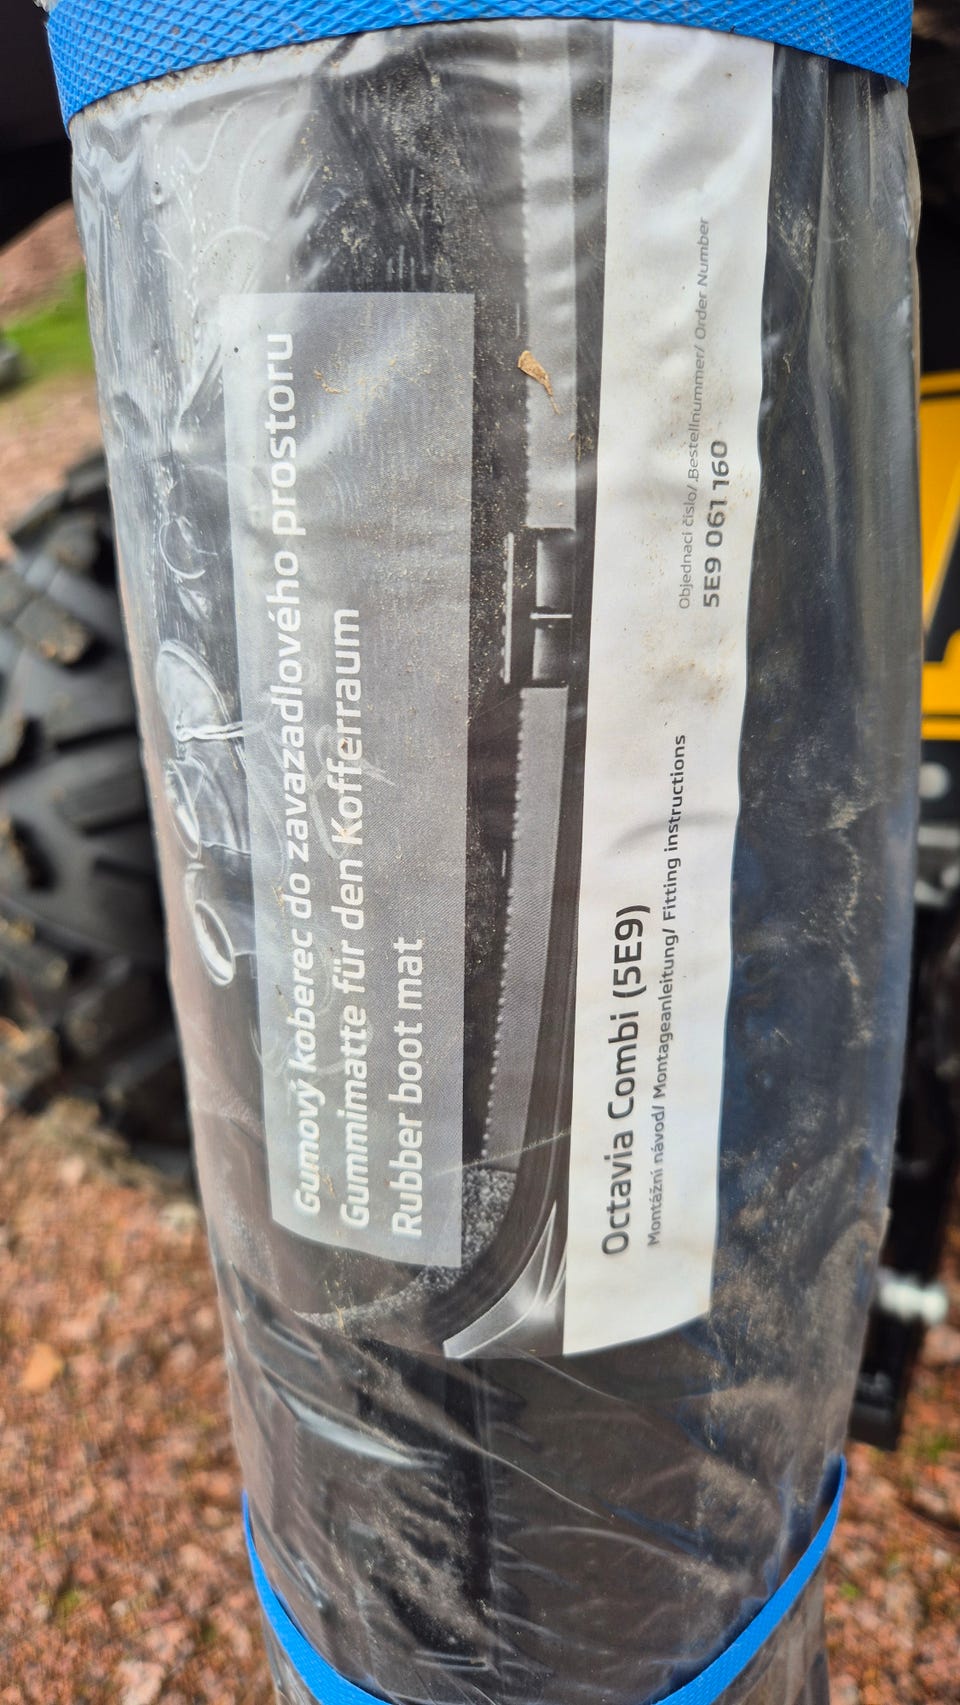 Gumový koberec do zavazadlového prostoru
Gummimatte für den Kofferraum
Rubber boot mat
Octavia Combi (5E9)
Montážní návod/ Montageanleitung/ Fitting instructions
Objednací číslo/ Bestellnummer/ Order Number
5E9 061 160